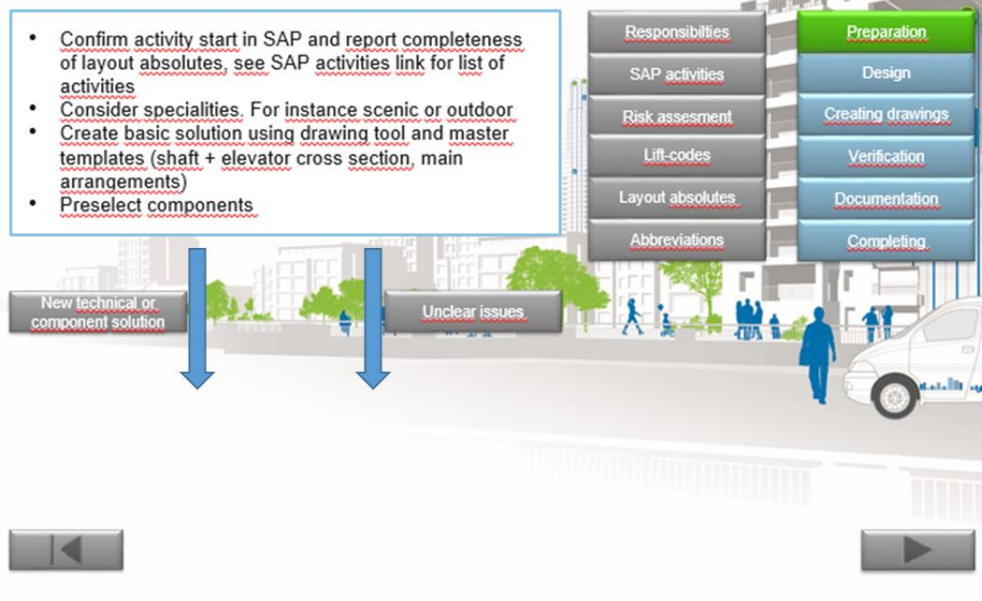 • Confirm activity start in SAP and report completeness
of layout absolutes, see SAP activities link for list of
activities
• Consider specialities. For instance scenic or outdoor
• Create basic solution using drawing tool and master
templates (shaft + elevator cross section, main
arrangements)
• Preselect components
New technical or
component solution
Unclear issues
Responsibilties
SAP activities
Risk assesment
Lift-codes
Layout absolutes
Abbreviations
Preparation
Design
Creating drawings
Verification
Documentation
Completing